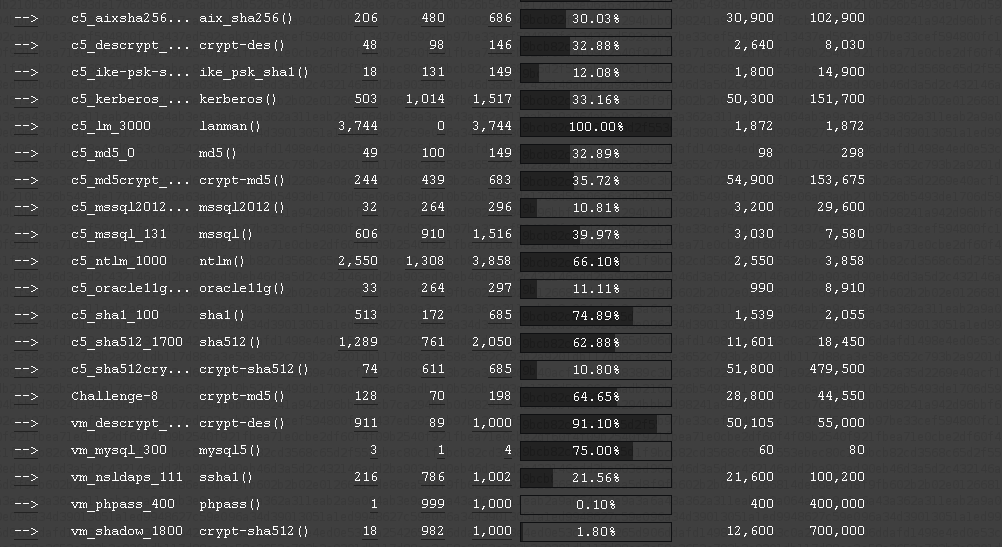 --> c5_aixsha256... aix_sha256() 206 480 686 30.03% 30,900 102,900
--> c5_descrypt_... crypt-des() 48 98 146 32.88% 2,640 8,030
--> c5_ike-psk-s... ike_psk_sha1() 18 131 149 12.08% 1,800 14,900
--> c5_kerberos_... kerberos() 503 1,014 1,517 33.16% 50,300 151,700
--> c5_lm_3000 lanman() 3,744 0 3,744 100.00% 1,872 1,872
--> c5_md5_0 md5() 49 100 149 32.89% 98 298
--> c5_md5crypt_... crypt-md5() 244 439 683 35.72% 54,900 153,675
--> c5_mssql2012... mssql2012() 32 264 296 10.81% 3,200 29,600
--> c5_mssql_131 mssql() 606 910 1,516 39.97% 3,030 7,580
--> c5_ntlm_1000 ntlm() 2,550 1,308 3,858 66.10% 2,550 3,858
--> c5_oracle11g... oracle11g() 33 264 297 11.11% 990 8,910
--> c5_sha1_100 sha1() 513 172 685 74.89% 1,539 2,055
--> c5_sha512_1700 sha512() 1,289 761 2,050 62.88% 11,601 18,450
--> c5_sha512cry... crypt-sha512() 74 611 685 10.80% 51,800 479,500
--> Challenge-8 crypt-md5() 128 70 198 64.65% 28,800 44,550
--> vm_descrypt_... crypt-des() 911 89 1,000 91.10% 50,105 55,000
--> vm_mysql_300 mysql5() 3 1 4 75.00% 60 80
--> vm_nsldaps_111 ssha1() 216 786 1,002 21.56% 21,600 100,200
--> vm_phpass_400 phpass() 1 999 1,000 0.10% 400 400,000
--> vm_shadow_1800 crypt-sha512() 18 982 1,000 1.80% 12,600 700,000